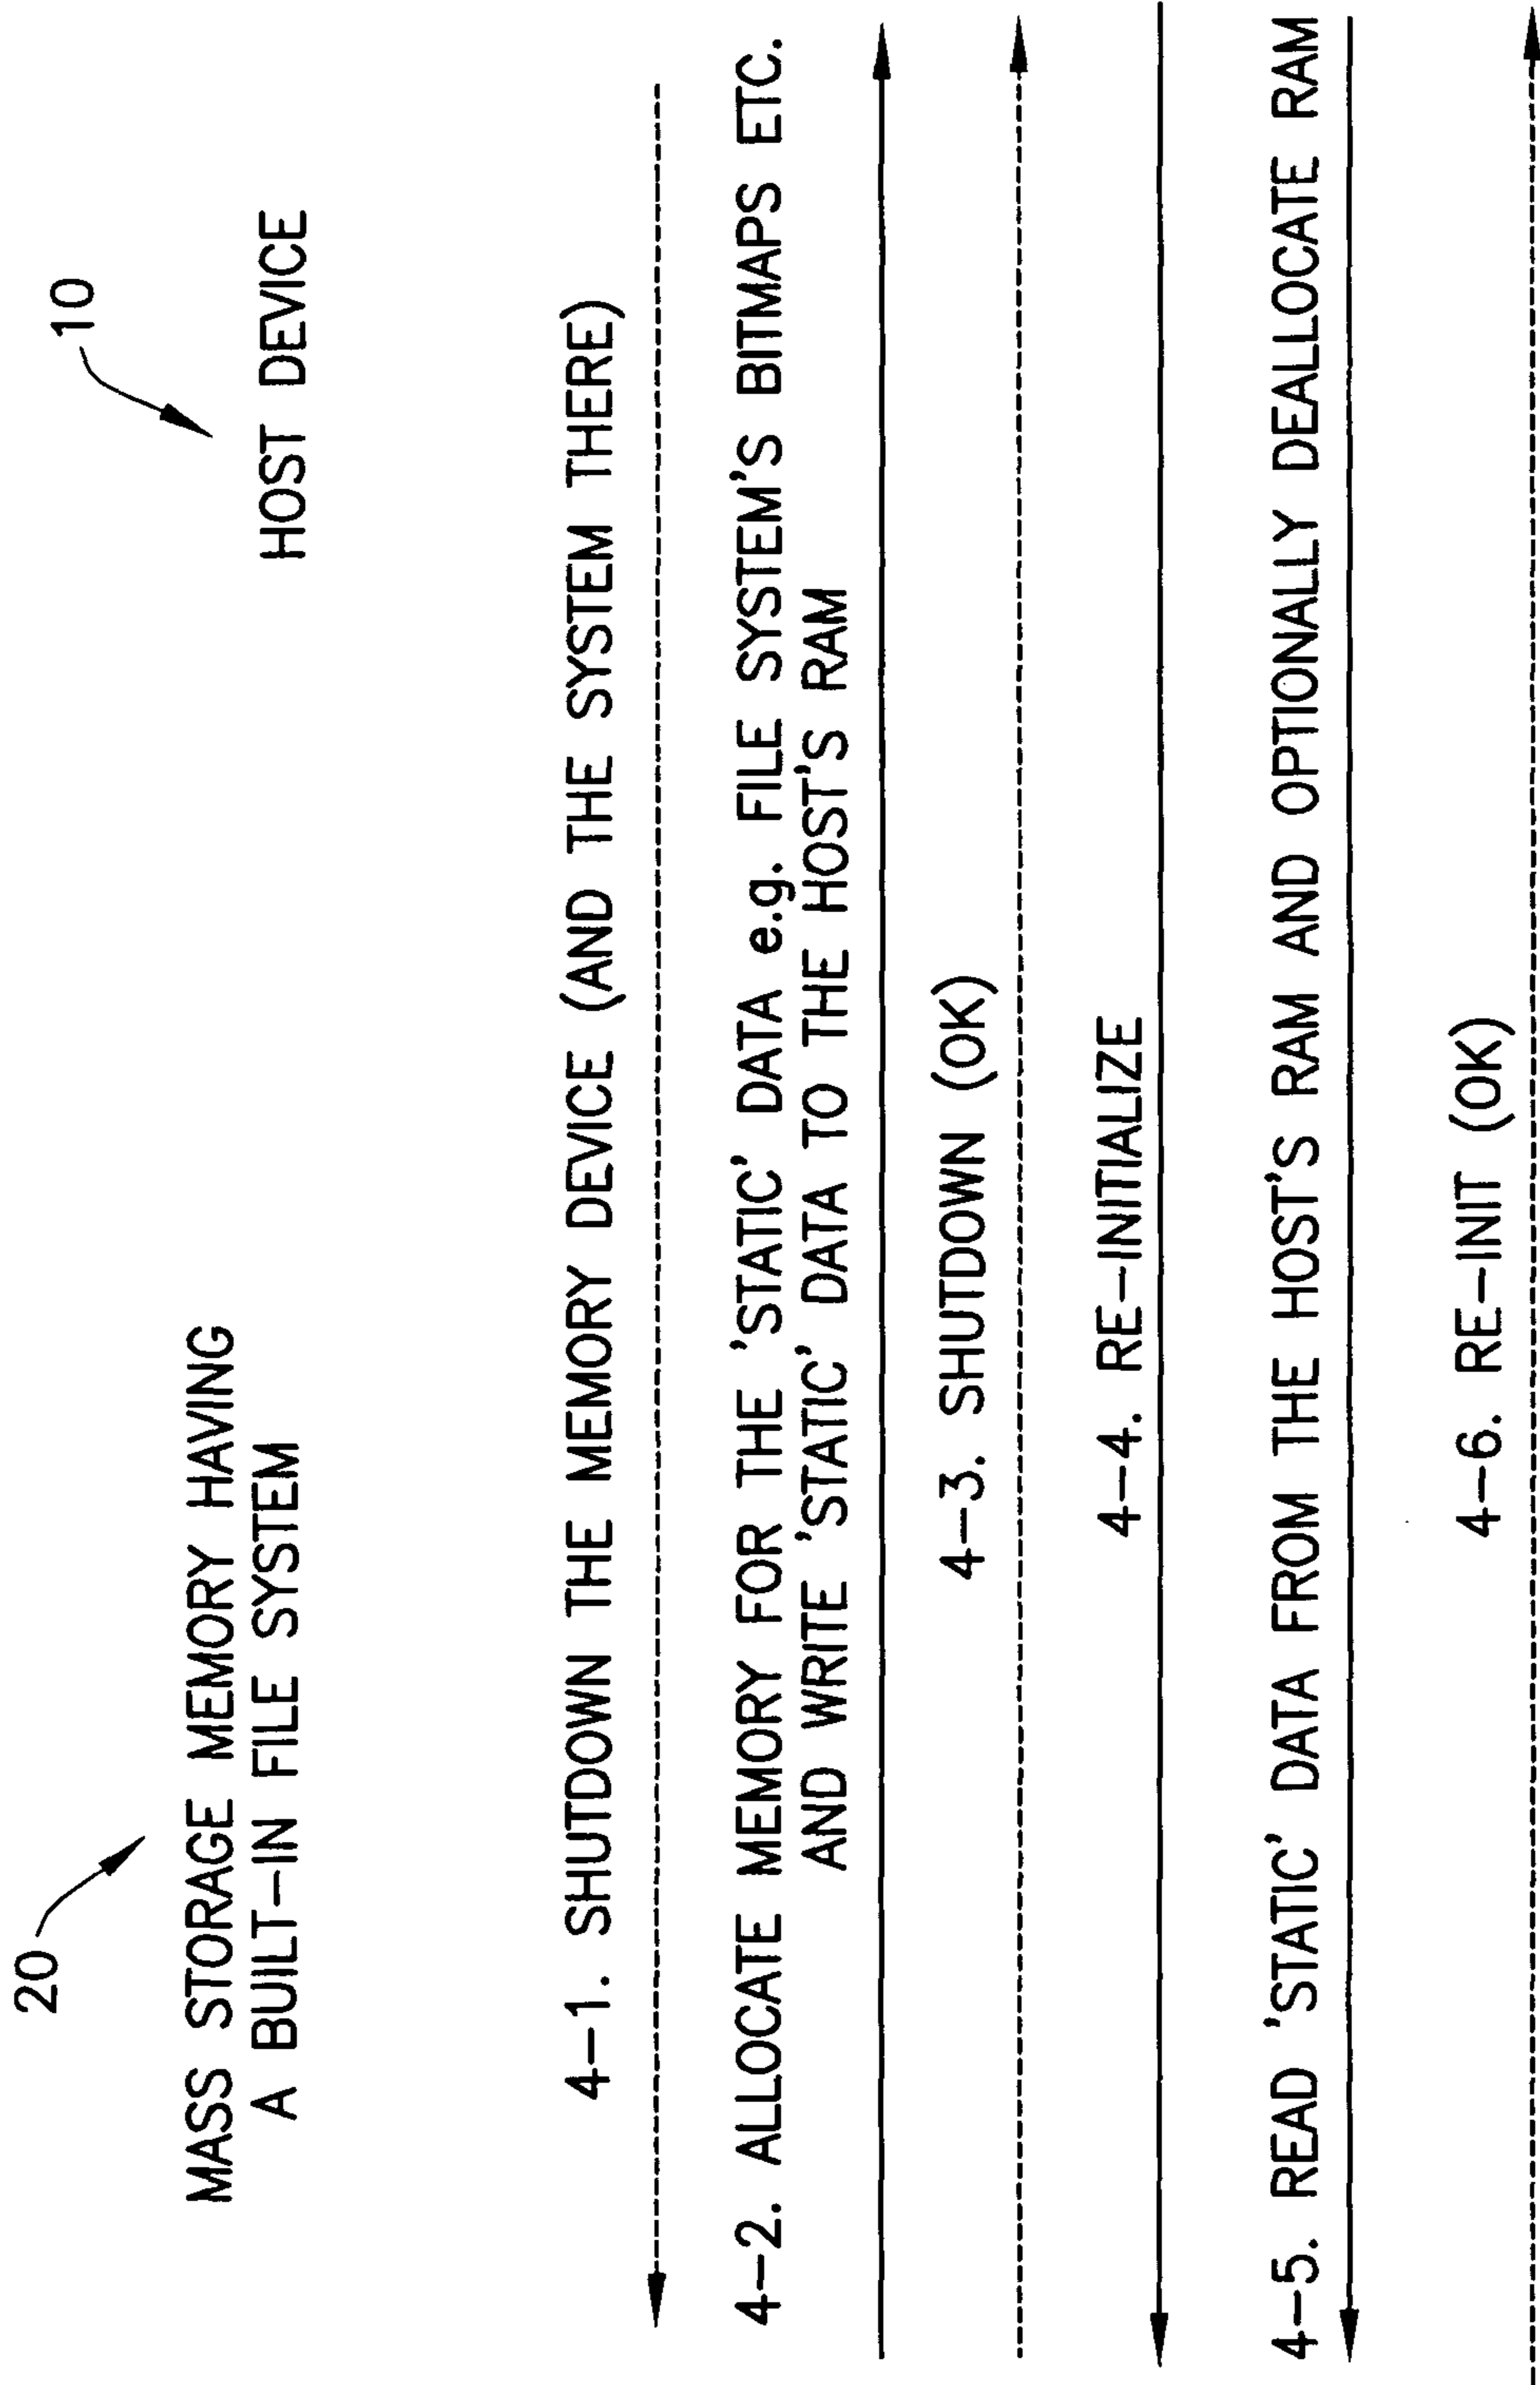 20
MASS STORAGE MEMORY HAVING
A BUILT-IN FILE SYSTEM
10
HOST DEVICE
4-1. SHUTDOWN THE MEMORY DEVICE (AND THE SYSTEM THERE)
4-2. ALLOCATE MEMORY FOR THE 'STATIC' DATA e.g. FILE SYSTEM'S BITMAPS ETC.
AND WRITE 'STATIC' DATA TO THE HOST'S RAM
4-3. SHUTDOWN (OK)
4-4. RE-INITIALIZE
4-5. READ 'STATIC' DATA FROM THE HOST'S RAM AND OPTIONALLY DEALLOCATE RAM
4-6. RE-INIT (OK)